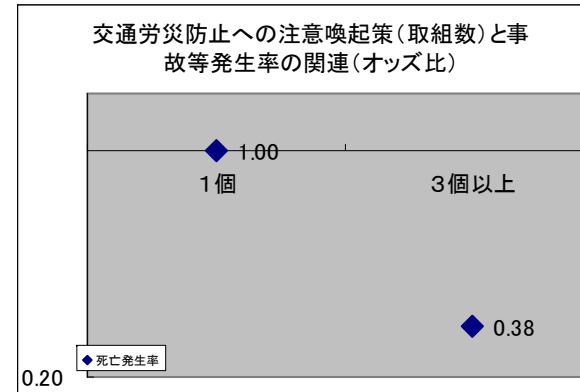 交通労災防止への注意喚起策（取組数）と事
故等発生率の関連（オッズ比）
1.00
１個
３個以上
0.38
死亡発生率
0.20